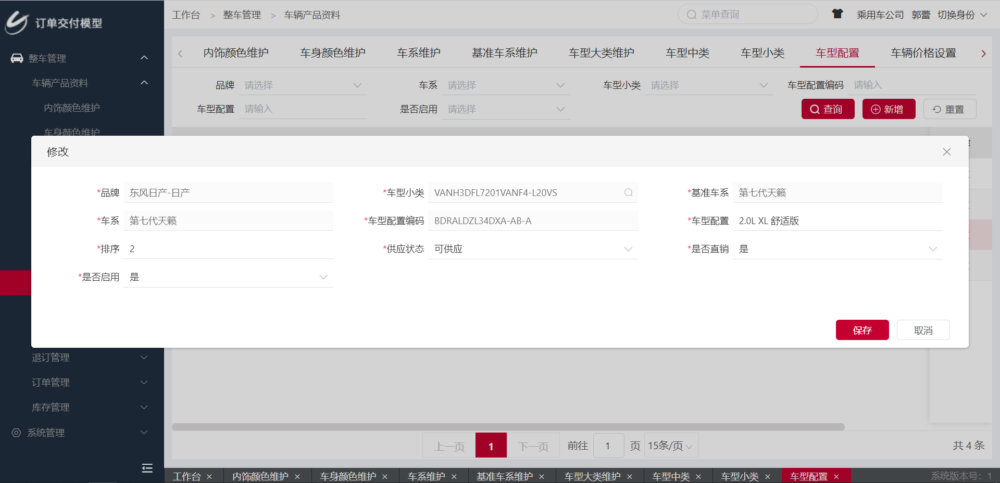 订单交付模型
工作台 > 整车管理 > 车辆产品资料
菜单查询
乘用车公司 郭蕾 切换身份
整车管理
车辆产品资料
内饰颜色维护
车身颜色维护
内饰颜色维护 车身颜色维护 车系维护 基准车系维护 车型大类维护 车型中类 车型小类 车型配置 车辆价格设置
品牌 请选择 车系 请选择 车型小类 请选择 车型配置编码 请输入
车型配置 请输入 是否启用 请选择 查询 新增 重置
修改
*品牌 东风日产-日产 *车型小类 VANH3DFL7201VANF4-L20VS *基准车系 第七代天籁
*车系 第七代天籁 *车型配置编码 BDRALDZL34DXA-AB-A *车型配置 2.0L XL 舒适版
*排序 2 *供应状态 可供应 *是否直销 是
*是否启用 是
保存 取消
退订管理
订单管理
库存管理
系统管理
上一页 1 下一页 前往 1 页 15条/页 共 4 条
工作台 × 内饰颜色维护 × 车身颜色维护 × 车系维护 × 基准车系维护 × 车型大类维护 × 车型中类 × 车型小类 × 车型配置 × 系统版本号：1